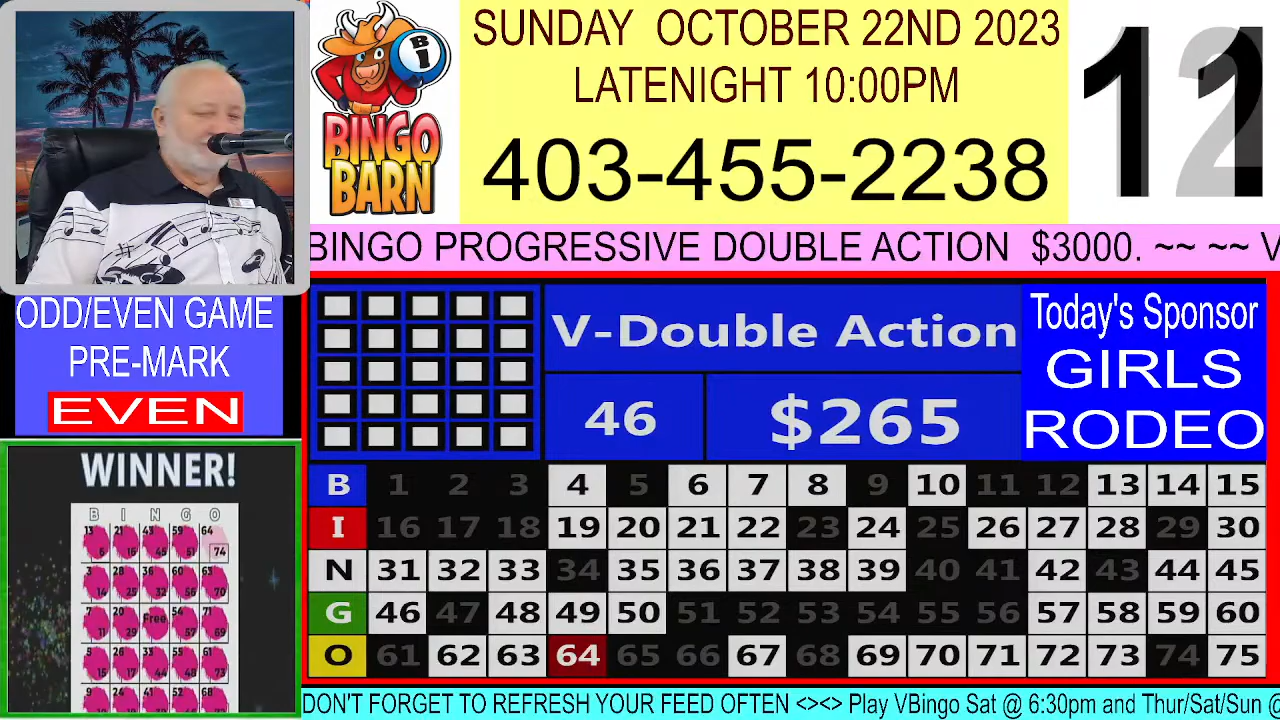 BINGO
BARN
B
I
SUNDAY OCTOBER 22ND 2023
LATENIGHT 10:00PM
403-455-2238
BINGO PROGRESSIVE DOUBLE ACTION $3000. ~~ ~~ V
ODD/EVEN GAME
PRE-MARK
EVEN
V-Double Action
46 $265
Today's Sponsor
GIRLS
RODEO
WINNER!
B I N G O
B 1 2 3 4 5 6 7 8 9 10 11 12 13 14 15
I 16 17 18 19 20 21 22 23 24 25 26 27 28 29 30
N 31 32 33 34 35 36 37 38 39 40 41 42 43 44 45
G 46 47 48 49 50 51 52 53 54 55 56 57 58 59 60
O 61 62 63 64 65 66 67 68 69 70 71 72 73 74 75
DON'T FORGET TO REFRESH YOUR FEED OFTEN <><> Play VBingo Sat @ 6:30pm and Thur/Sat/Sun @